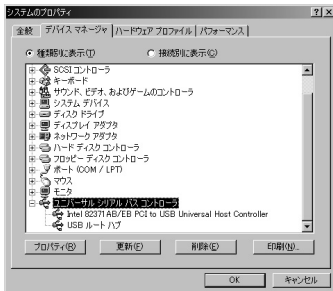 システムのプロパティ
全般 デバイス マネージャ ハードウェア プロファイル パフォーマンス
種類別に表示(T) 接続別に表示(C)
SCSI コントローラ
キーボード
サウンド、ビデオ、およびゲームのコントローラ
システム デバイス
ディスク ドライブ
ディスプレイ アダプタ
ネットワーク アダプタ
ハード ディスク コントローラ
フロッピー ディスク コントローラ
ポート (COM / LPT)
マウス
モニタ
ユニバーサル シリアル バス コントローラ
Intel 82371AB/EB PCI to USB Universal Host Controller
USB ルート ハブ
プロパティ(R) 更新(F) 削除(E) 印刷(N)...
OK キャンセル